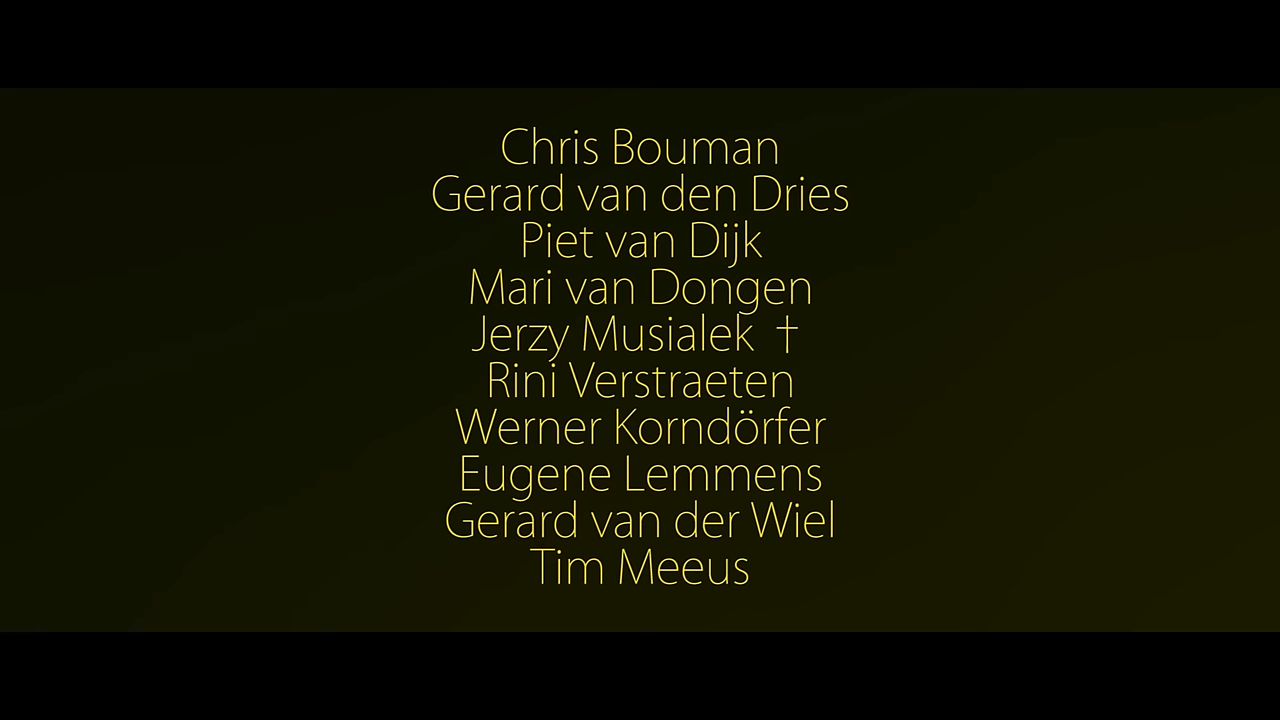 Chris Bouman
Gerard van den Dries
Piet van Dijk
Mari van Dongen
Jerzy Musialek †
Rini Verstraeten
Werner Korndörfer
Eugene Lemmens
Gerard van der Wiel
Tim Meeus